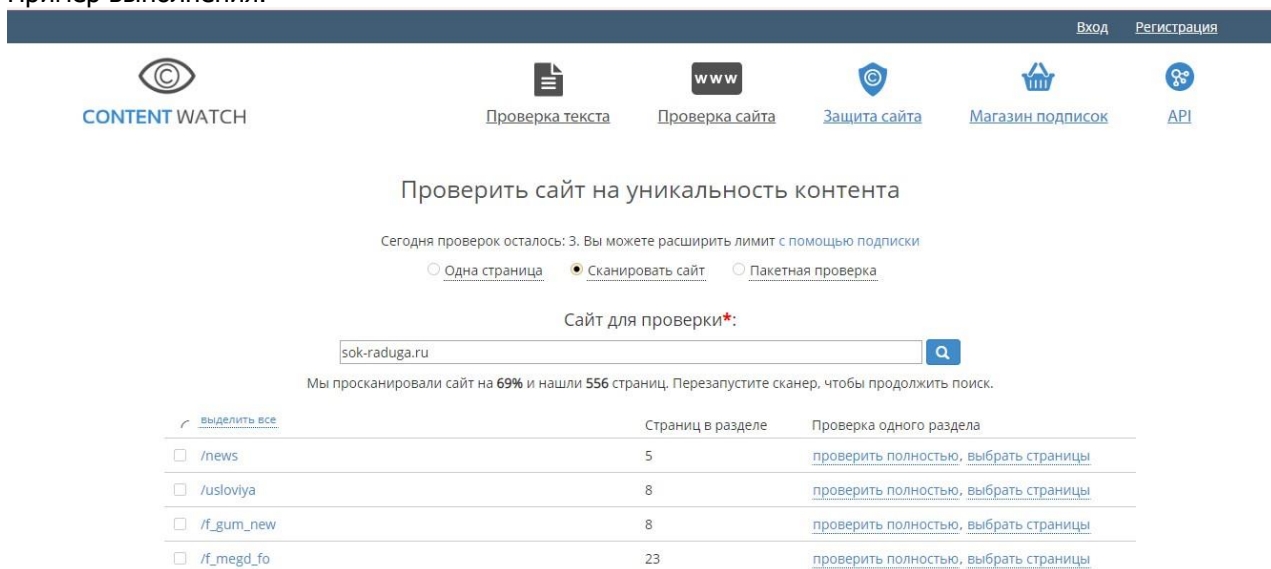 Пример выполнения:
Вход Регистрация
©
www
©
CONTENT WATCH
Проверка текста Проверка сайта Защита сайта Магазин подписок API
Проверить сайт на уникальность контента
Сегодня проверок осталось: 3. Вы можете расширить лимит с помощью подписки
Одна страница Сканировать сайт Пакетная проверка
Сайт для проверки*:
sok-raduga.ru
Мы просканировали сайт на 69% и нашли 556 страниц. Перезапустите сканер, чтобы продолжить поиск.
выделить все Страниц в разделе Проверка одного раздела
/news 5 проверить полностью, выбрать страницы
/usloviya 8 проверить полностью, выбрать страницы
/f_gum_new 8 проверить полностью, выбрать страницы
/f_megd_fo 23 проверить полностью, выбрать страницы